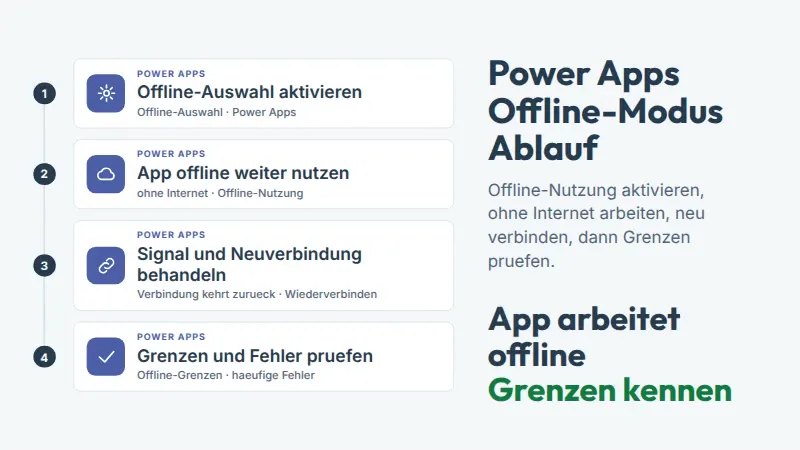 1
POWER APPS
Offline-Auswahl aktivieren
Offline-Auswahl · Power Apps
2
POWER APPS
App offline weiter nutzen
ohne Internet · Offline-Nutzung
3
POWER APPS
Signal und Neuverbindung
behandeln
Verbindung kehrt zurueck · Wiederverbinden
4
POWER APPS
Grenzen und Fehler pruefen
Offline-Grenzen · haeufige Fehler
Power Apps
Offline-Modus
Ablauf
Offline-Nutzung aktivieren,
ohne Internet arbeiten, neu
verbinden, dann Grenzen
pruefen.
App arbeitet
offline
Grenzen kennen